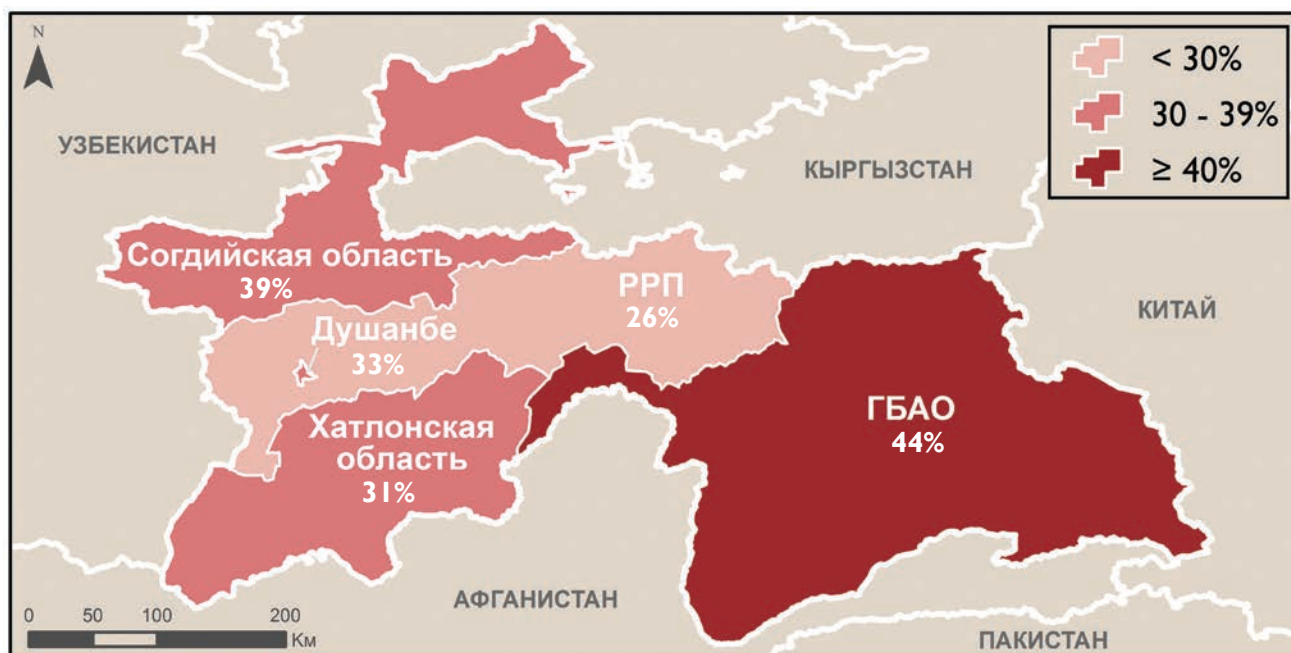 N
< 30%
30 - 39%
≥ 40%
УЗБЕКИСТАН
КЫРГЫЗСТАН
КИТАЙ
Согдийская область
39%
РРП
26%
Душанбе
33%
ГБАО
44%
Хатлонская
область
31%
АФГАНИСТАН
ПАКИСТАН
0 50 100 200
Км